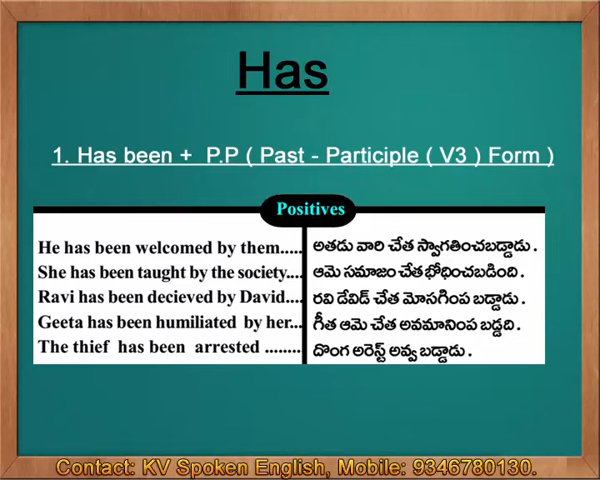 Has
1. Has been + P.P ( Past - Participle ( V3 ) Form )
Positives
He has been welcomed by them..... అతడు వారి చేత స్వాగతించబడ్డాడు .
She has been taught by the society.... ఆమె సమాజం చేత భోధించబడింది .
Ravi has been decieved by David.... రవి డేవిడ్ చేత మోసగింప బడ్డాడు .
Geeta has been humiliated by her... గీత ఆమె చేత అవమానింప బడ్డది .
The thief has been arrested ........ దొంగ అరెస్ట్ అవ్వ బడ్డాడు .
Contact: KV Spoken English, Mobile: 9346780130.